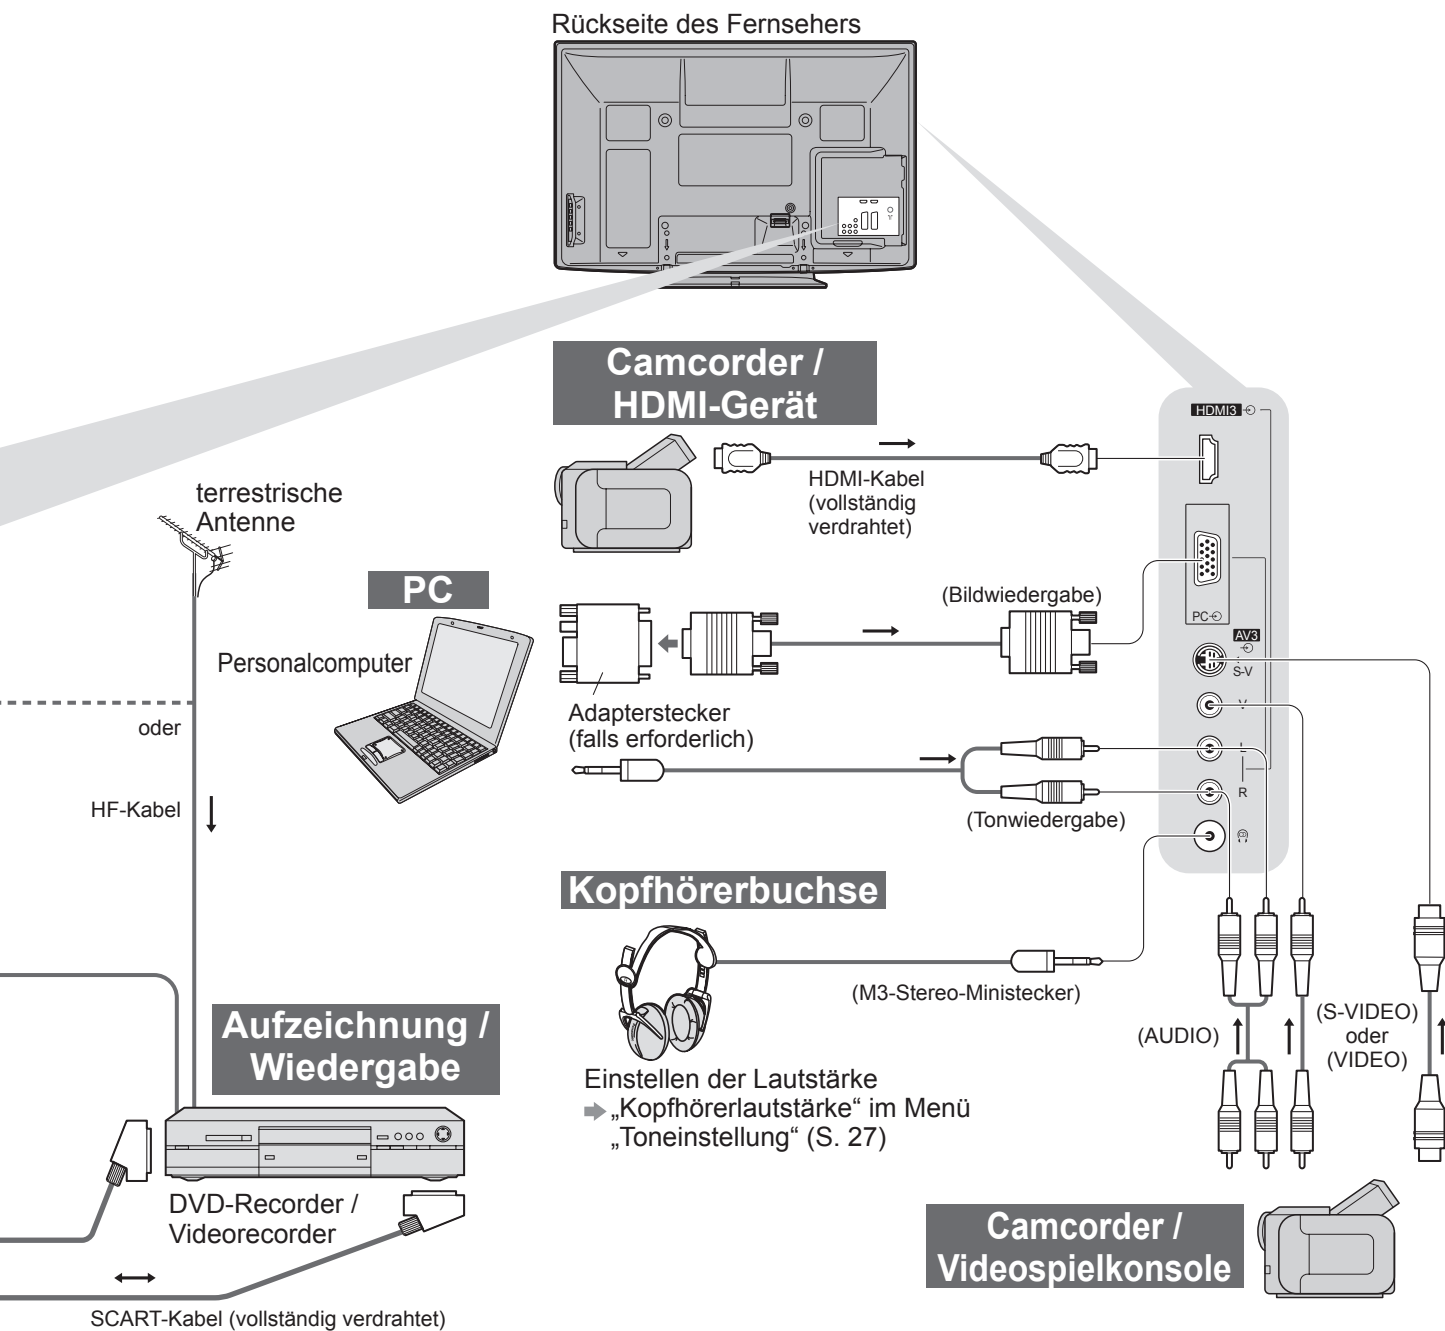 Rückseite des Fernsehers
Camcorder /
HDMI-Gerät
HDMI3
HDMI-Kabel
(vollständig
verdrahtet)
terrestrische
Antenne
PC
Personalcomputer
(Bildwiedergabe)
PC
AV3
S-V
V
L
R
Adapterstecker
(falls erforderlich)
oder
HF-Kabel
(Tonwiedergabe)
Kopfhörerbuchse
(M3-Stereo-Ministecker)
Einstellen der Lautstärke
„Kopfhörerlautstärke“ im Menü
„Toneinstellung“ (S. 27)
(AUDIO)
(S-VIDEO)
oder
(VIDEO)
Aufzeichnung /
Wiedergabe
DVD-Recorder /
Videorecorder
Camcorder /
Videospielkonsole
SCART-Kabel (vollständig verdrahtet)